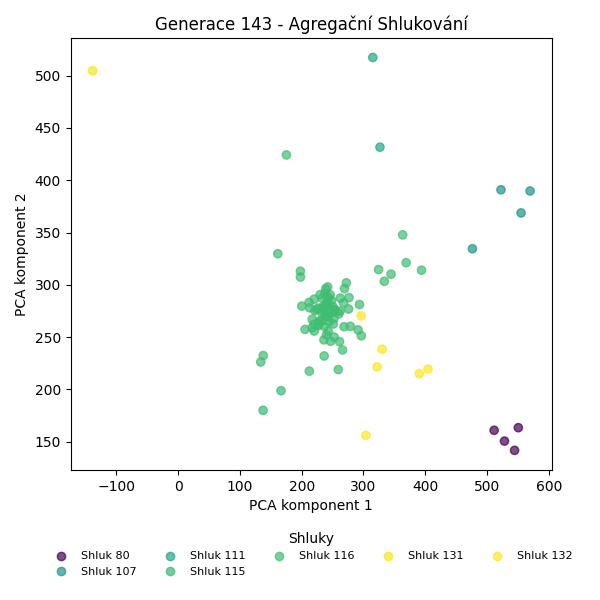 Generace 143 - Agregační Shlukování
500
450
400
350
300
250
200
150
PCA komponent 2
−100 0 100 200 300 400 500 600
PCA komponent 1
Shluky
Shluk 80 Shluk 111 Shluk 116 Shluk 131 Shluk 132
Shluk 107 Shluk 115